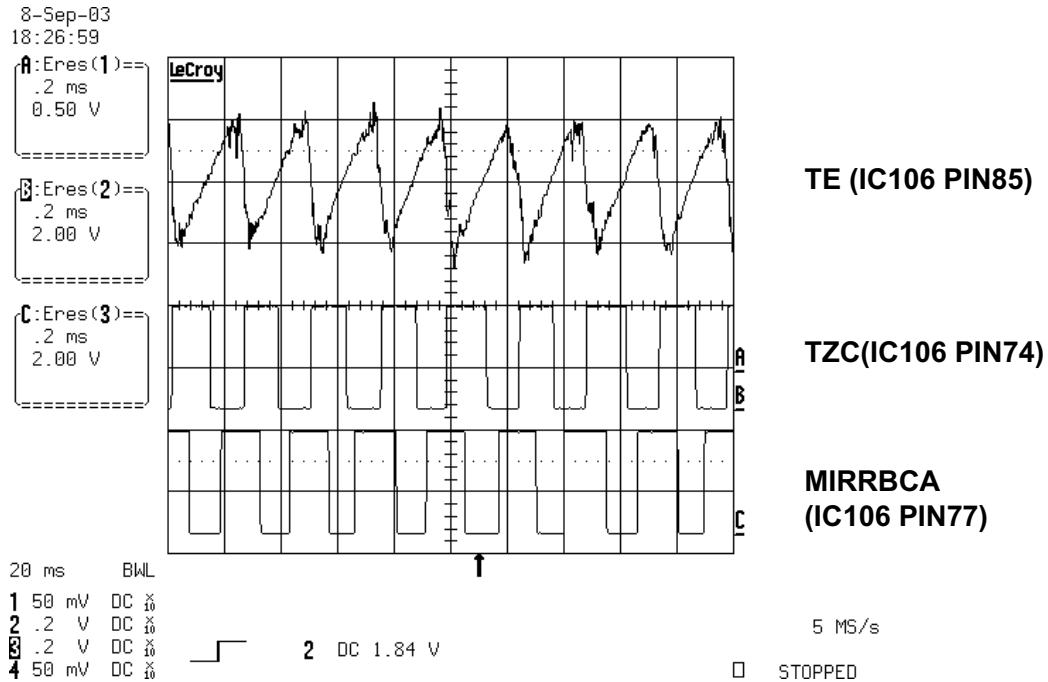 8-Sep-03
18:26:59
A:Eres(1)==
.2 ms
0.50 V
B:Eres(2)==
.2 ms
2.00 V
C:Eres(3)==
.2 ms
2.00 V
LeCroy
A
B
C
TE (IC106 PIN85)
TZC(IC106 PIN74)
MIRRBCA
(IC106 PIN77)
20 ms BWL
1 50 mV DC X10
2 .2 V DC X10
3 .2 V DC X10
4 50 mV DC X10
2 DC 1.84 V
5 MS/s
STOPPED